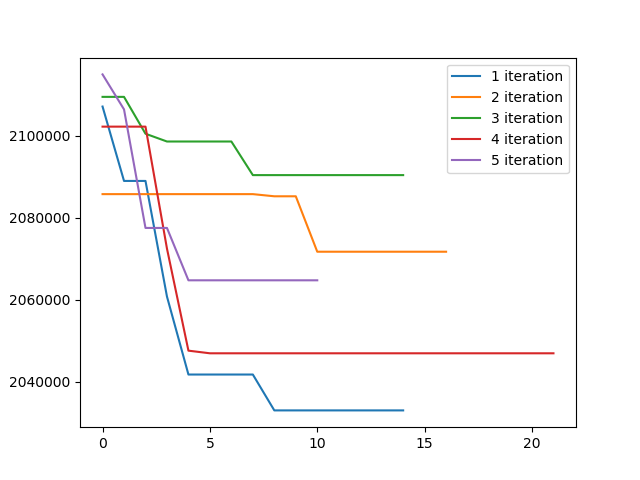 1 iteration
2 iteration
3 iteration
4 iteration
5 iteration
2100000
2080000
2060000
2040000
0 5 10 15 20